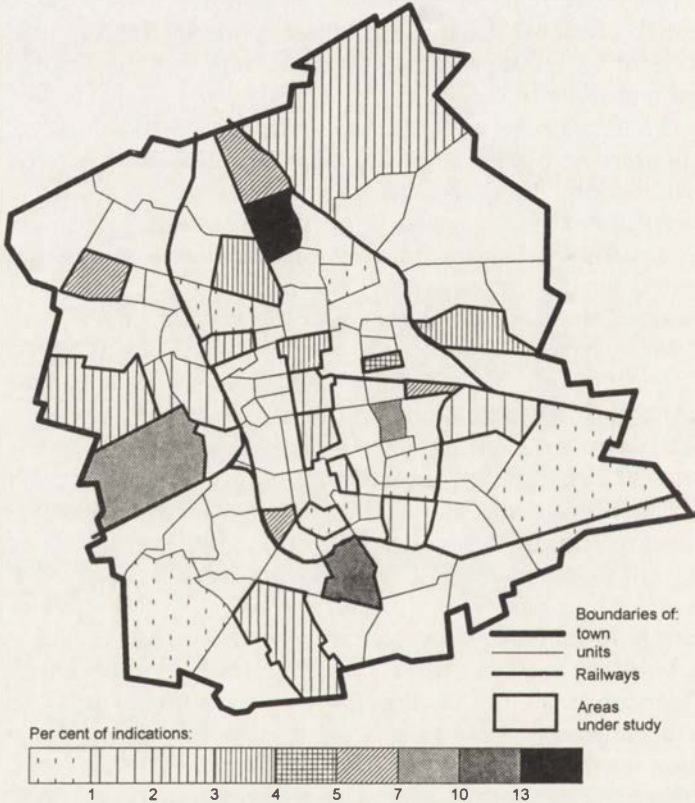 Boundaries of:
town
units
Railways
Areas
under study
Per cent of indications:
1 2 3 4 5 7 10 13